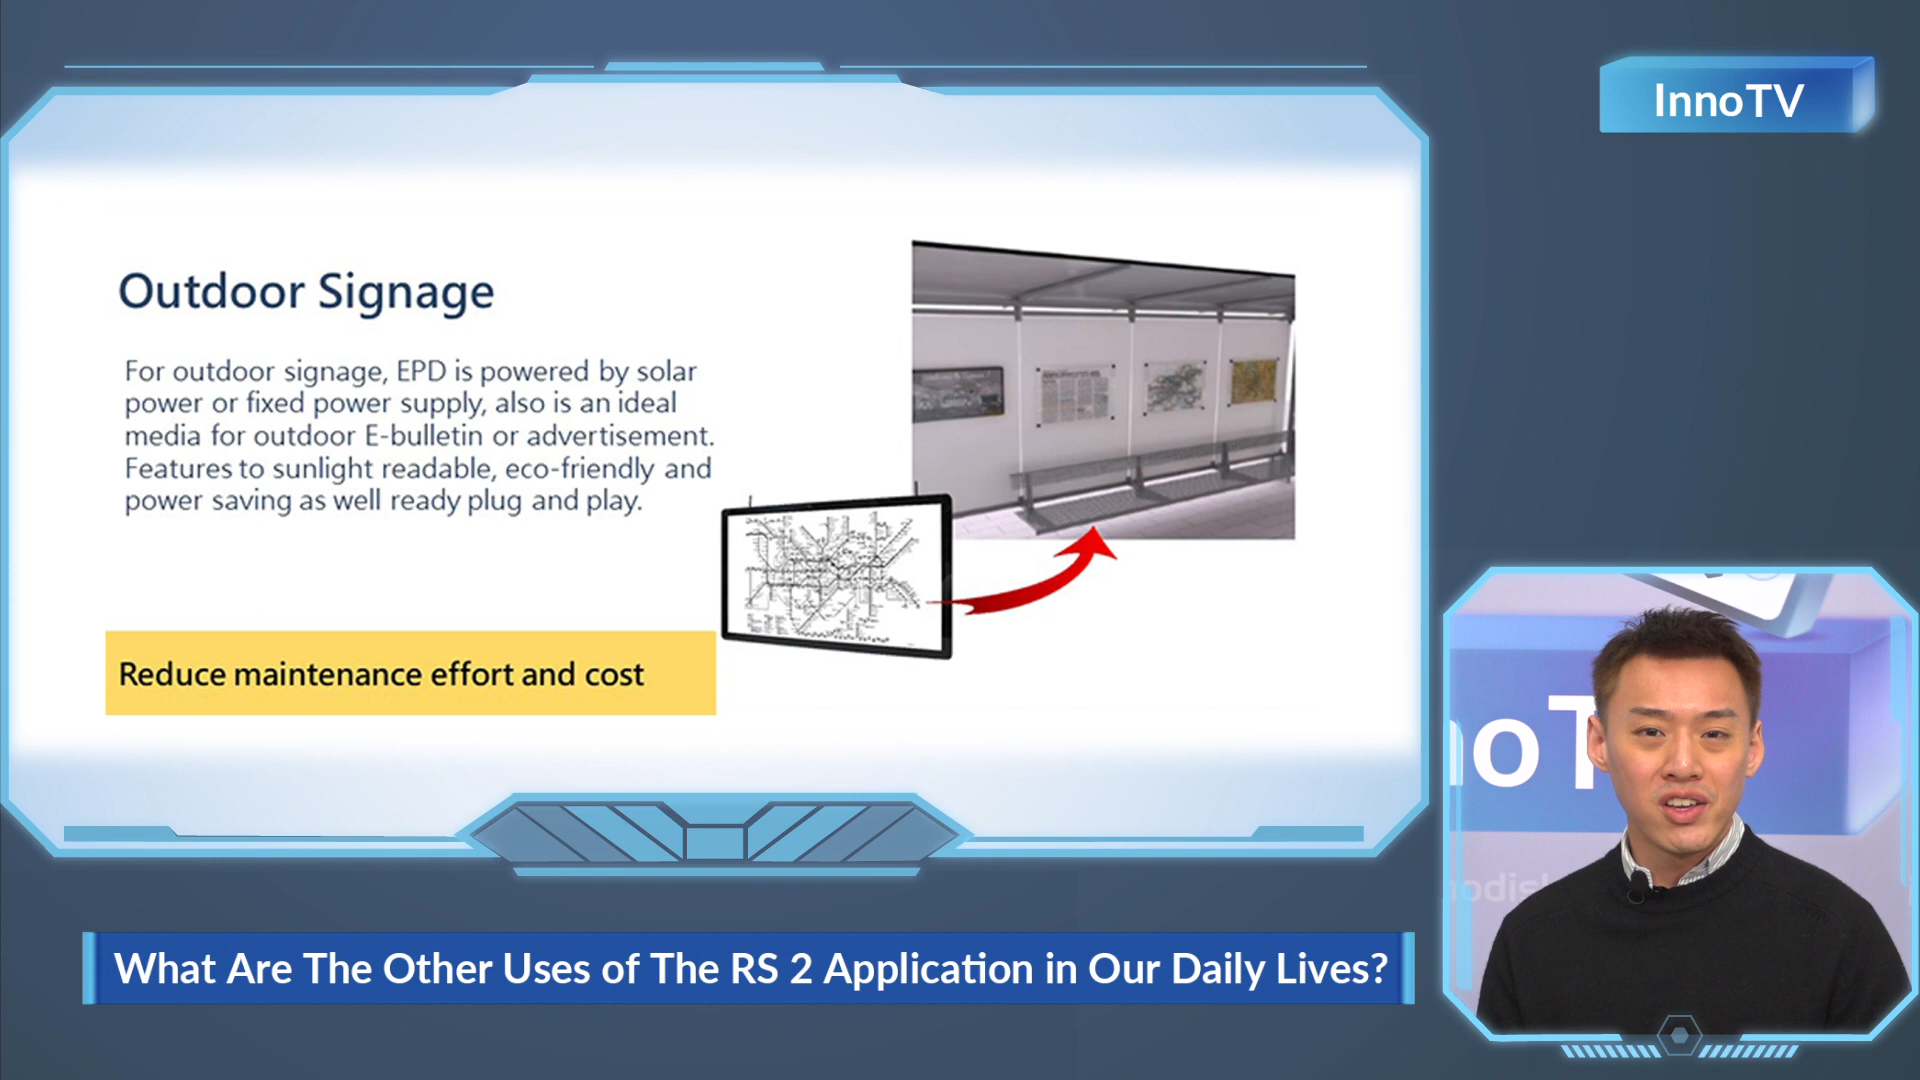 InnoTV
Outdoor Signage
For outdoor signage, EPD is powered by solar
power or fixed power supply, also is an ideal
media for outdoor E-bulletin or advertisement.
Features to sunlight readable, eco-friendly and
power saving as well ready plug and play.
Reduce maintenance effort and cost
noT
nodis
What Are The Other Uses of The RS 2 Application in Our Daily Lives?